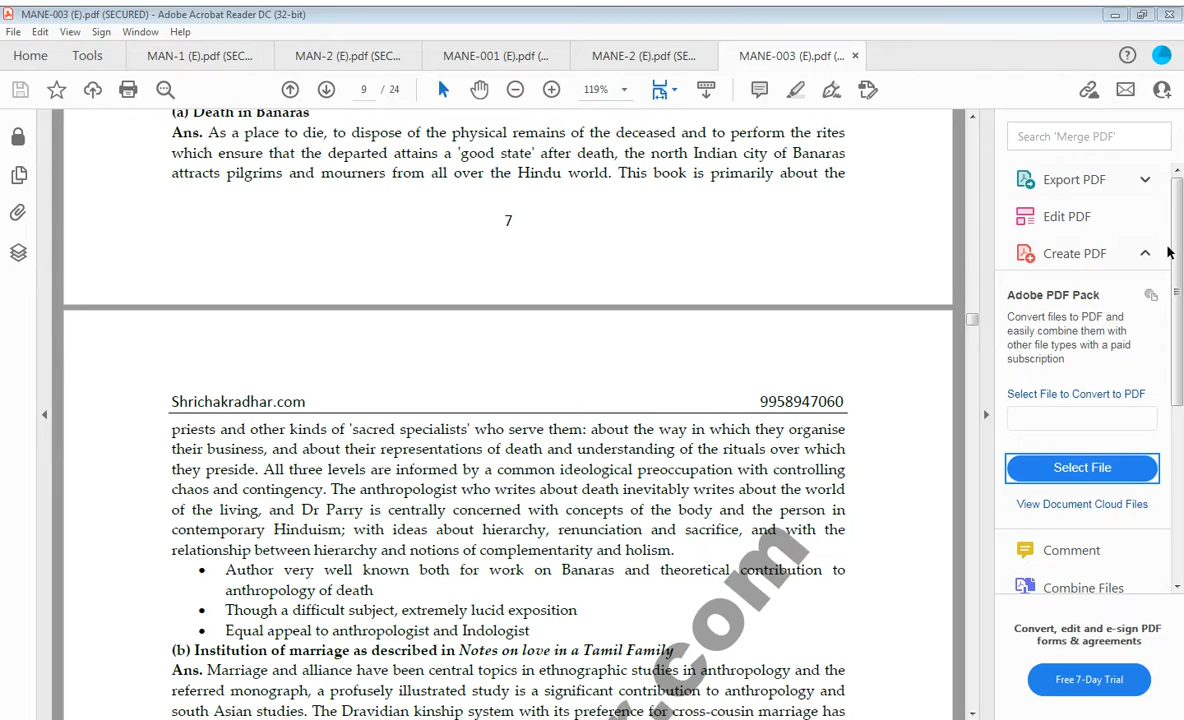 MANE-003 (E).pdf (SECURED) - Adobe Acrobat Reader DC (32-bit)
File Edit View Sign Window Help
Home Tools MAN-1 (E).pdf (SEC... MAN-2 (E).pdf (SEC... MANE-001 (E).pdf (... MANE-2 (E).pdf (SE... MANE-003 (E).pdf (... ×
9 / 24 119%
(a) Death in Banaras
Ans. As a place to die, to dispose of the physical remains of the deceased and to perform the rites
which ensure that the departed attains a 'good state' after death, the north Indian city of Banaras
attracts pilgrims and mourners from all over the Hindu world. This book is primarily about the
7
Shrichakradhar.com 9958947060
priests and other kinds of 'sacred specialists' who serve them: about the way in which they organise
their business, and about their representations of death and understanding of the rituals over which
they preside. All three levels are informed by a common ideological preoccupation with controlling
chaos and contingency. The anthropologist who writes about death inevitably writes about the world
of the living, and Dr Parry is centrally concerned with concepts of the body and the person in
contemporary Hinduism; with ideas about hierarchy, renunciation and sacrifice, and with the
relationship between hierarchy and notions of complementarity and holism.
• Author very well known both for work on Banaras and theoretical contribution to
anthropology of death
• Though a difficult subject, extremely lucid exposition
• Equal appeal to anthropologist and Indologist
(b) Institution of marriage as described in Notes on love in a Tamil Family
Ans. Marriage and alliance have been central topics in ethnographic studies in anthropology and the
referred monograph, a profusely illustrated study is a significant contribution to anthropology and
south Asian studies. The Dravidian kinship system with its preference for cross-cousin marriage has
r.com
Search 'Merge PDF'
Export PDF
Edit PDF
Create PDF
Adobe PDF Pack
Convert files to PDF and
easily combine them with
other file types with a paid
subscription
Select File to Convert to PDF
Select File
View Document Cloud Files
Comment
Combine Files
Convert, edit and e-sign PDF
forms & agreements
Free 7-Day Trial